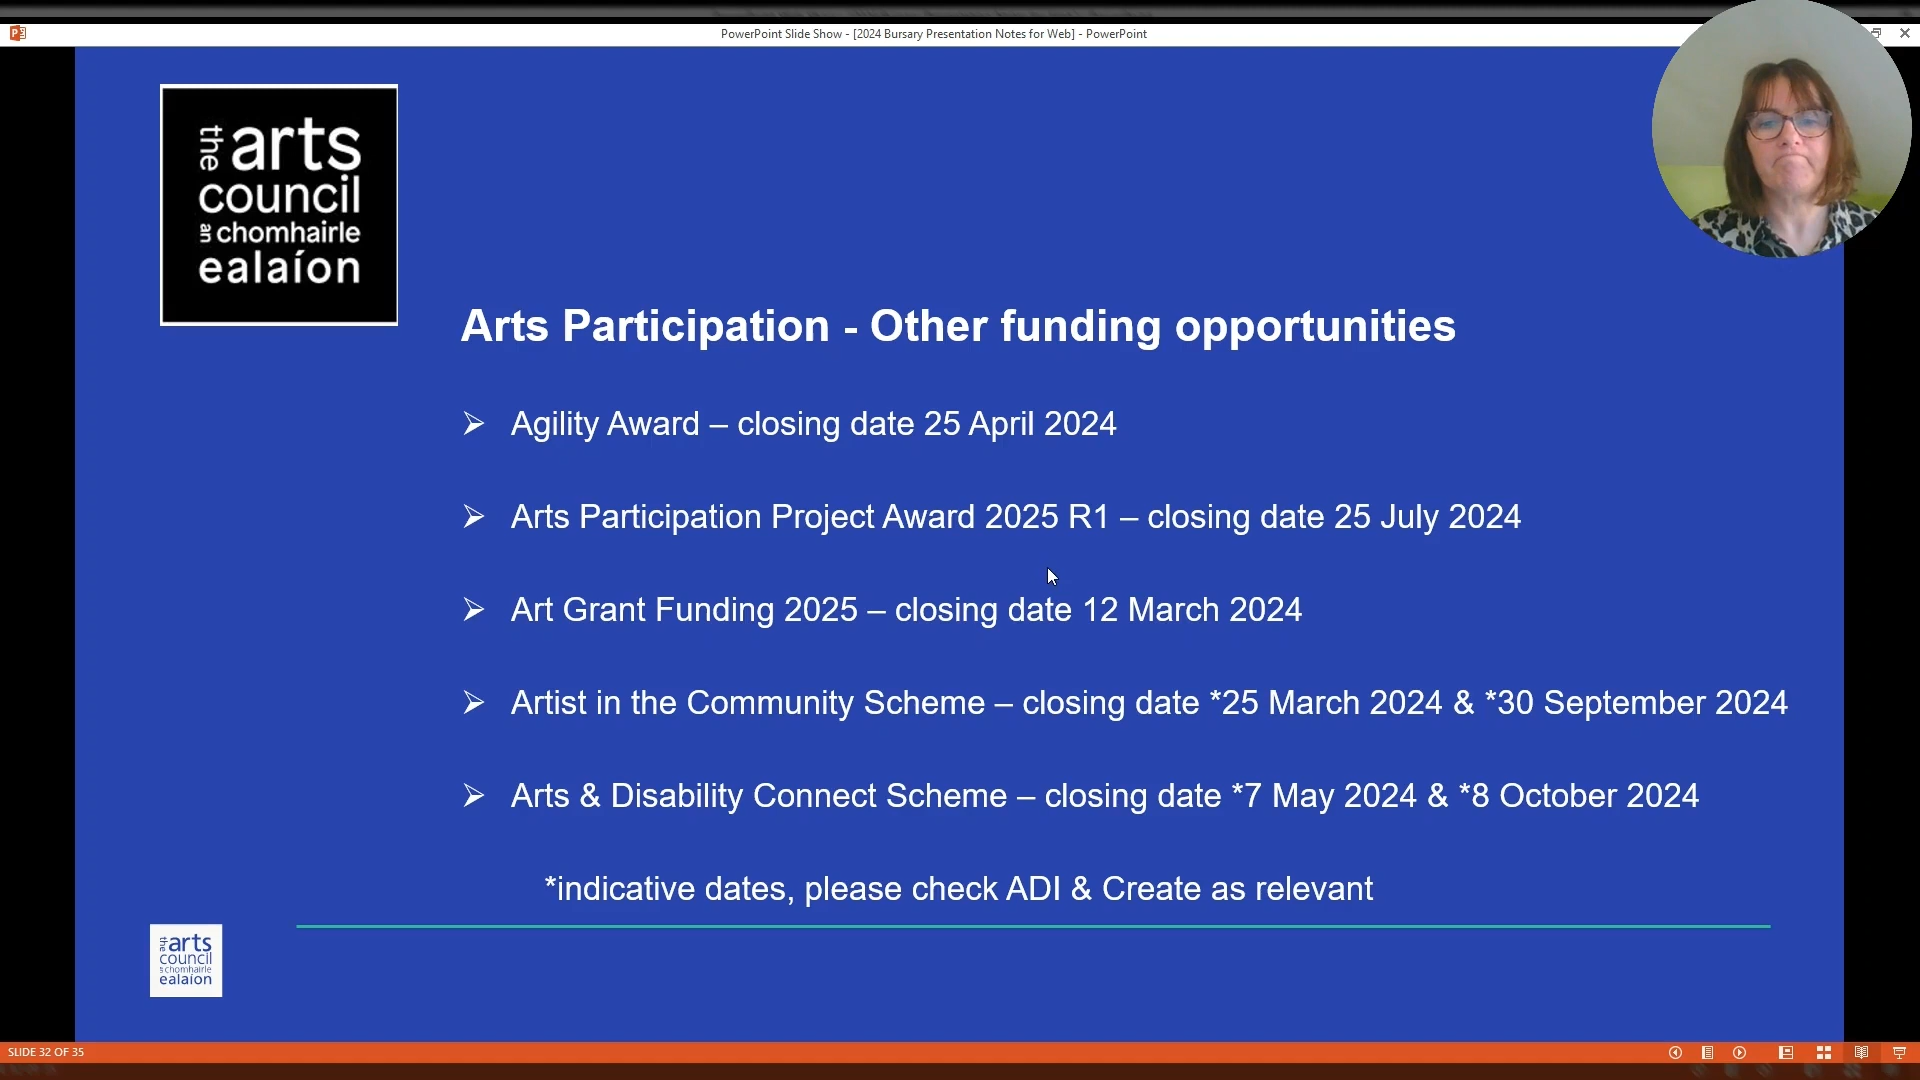 PowerPoint Slide Show - [2024 Bursary Presentation Notes for Web] - PowerPoint
the arts
council
an chomhairle
ealaíon
Arts Participation - Other funding opportunities
➢ Agility Award – closing date 25 April 2024
➢ Arts Participation Project Award 2025 R1 – closing date 25 July 2024
➢ Art Grant Funding 2025 – closing date 12 March 2024
➢ Artist in the Community Scheme – closing date *25 March 2024 & *30 September 2024
➢ Arts & Disability Connect Scheme – closing date *7 May 2024 & *8 October 2024
*indicative dates, please check ADI & Create as relevant
the arts
council
an chomhairle
ealaíon
SLIDE 32 OF 35